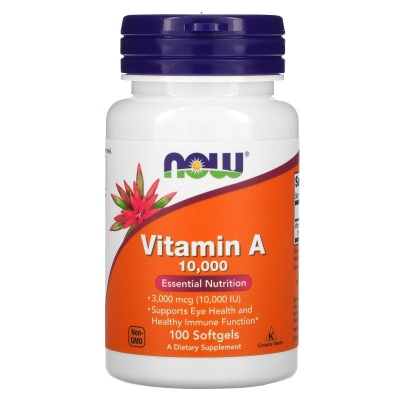 NOW
Vitamin A
10,000
Essential Nutrition
• 3,000 mcg (10,000 IU)
• Supports Eye Health and
Healthy Immune Function*
100 Softgels
A Dietary Supplement
Non-
GMO
K